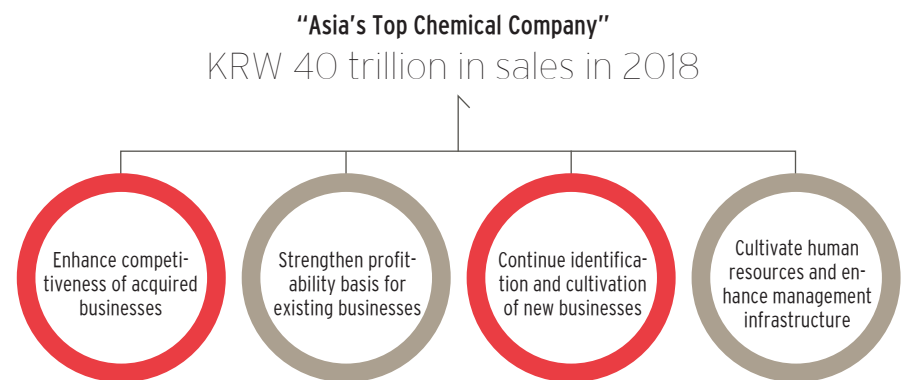 “Asia’s Top Chemical Company”
KRW 40 trillion in sales in 2018
Enhance competi-
tiveness of acquired
businesses
Strengthen profit-
ability basis for
existing businesses
Continue identifica-
tion and cultivation
of new businesses
Cultivate human
resources and en-
hance management
infrastructure